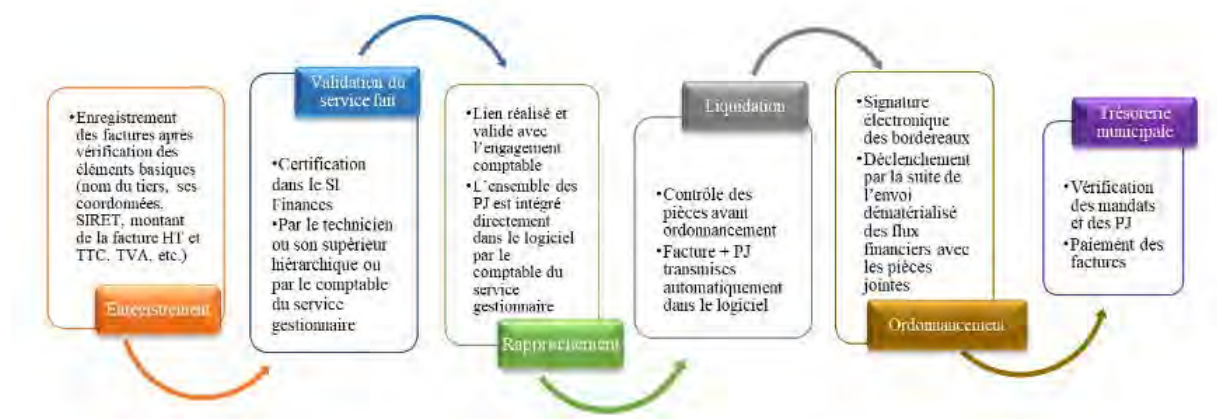 •Enregistrement
des factures après
vérification des
éléments basiques
(nom du tiers, ses
coordonnées,
SIRET, montant
de la facture HT et
TTC, TVA, etc.)
Enregistrement
Validation du
service fait
•Certification
dans le SI
Finances
•Par le technicien
ou son supérieur
hiérarchique ou
par le comptable
du service
gestionnaire
•Lien réalisé et
validé avec
l'engagement
comptable
•L'ensemble des
PJ est intégré
directement
dans le logiciel
par le
comptable du
service
gestionnaire
Rapprochement
Liquidation
•Contrôle des
pièces avant
ordonnancement
•Facture + PJ
transmises
automatiquement
dans le logiciel
•Signature
électronique
des bordereaux
•Déclenchement
par la suite de
l'envoi
dématérialisé
des flux
financiers avec
les pièces
jointes
Ordonnancement
Trésorerie
municipale
•Vérification
des mandats
et des PJ
•Paiement des
factures